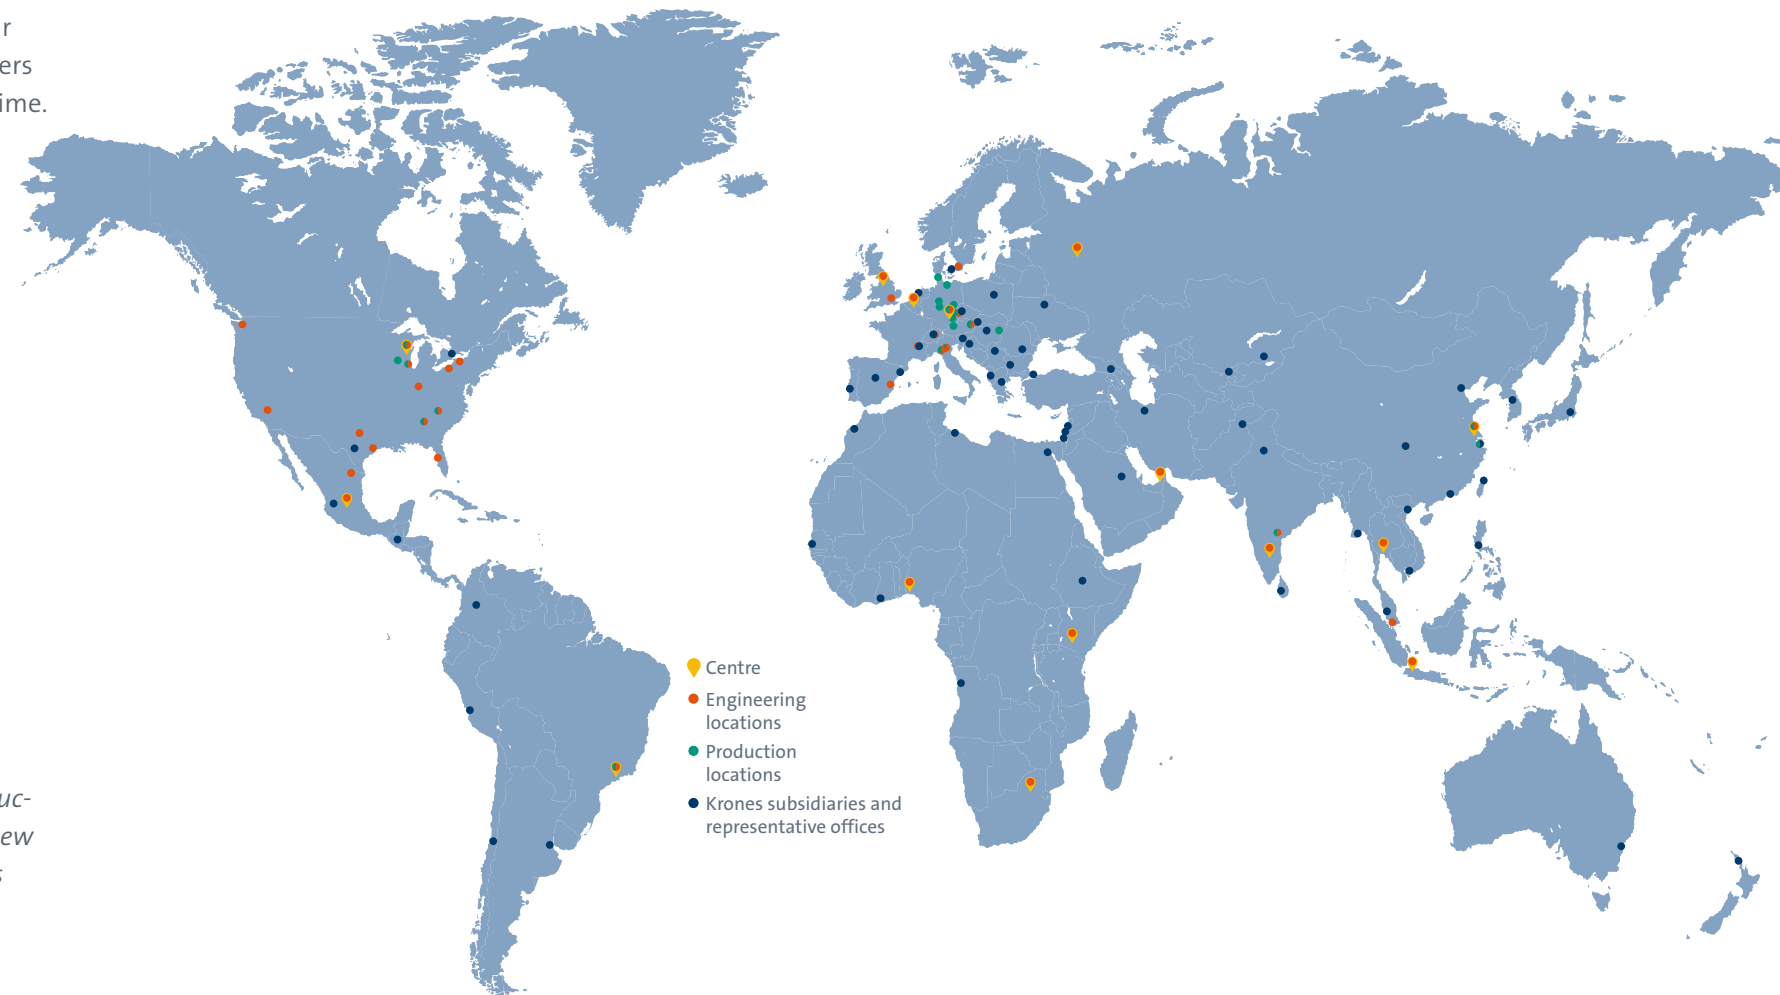 r
ers
ime.
Centre
Engineering
locations
Production
locations
Krones subsidiaries and
representative offices
uc-
ew
s